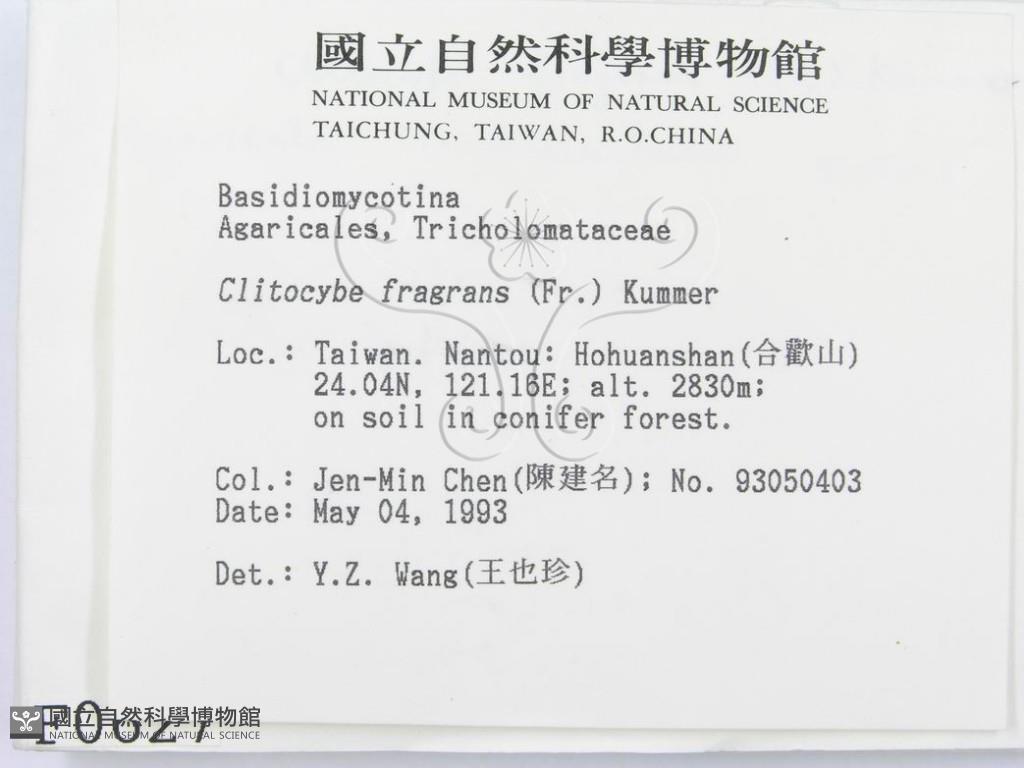 國立自然科學博物館
NATIONAL MUSEUM OF NATURAL SCIENCE
TAICHUNG, TAIWAN, R.O.CHINA
Basidiomycotina
Agaricales, Tricholomataceae
Clitocybe fragrans (Fr.) Kummer
Loc.: Taiwan. Nantou: Hohuanshan(合歡山)
24.04N, 121.16E; alt. 2830m;
on soil in conifer forest.
Col.: Jen-Min Chen(陳建名); No. 93050403
Date: May 04, 1993
Det.: Y.Z. Wang(王也珍)
國立自然科學博物館
NATIONAL MUSEUM OF NATURAL SCIENCE